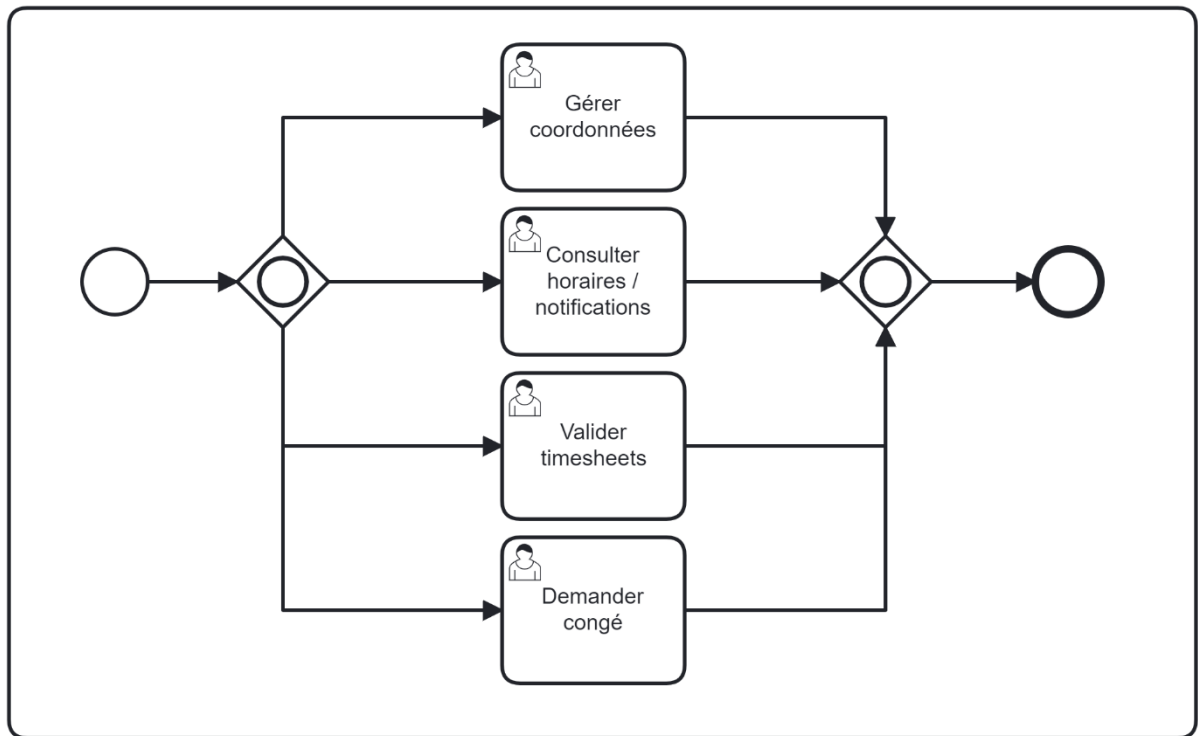 Gérer
coordonnées
Consulter
horaires /
notifications
Valider
timesheets
Demander
congé